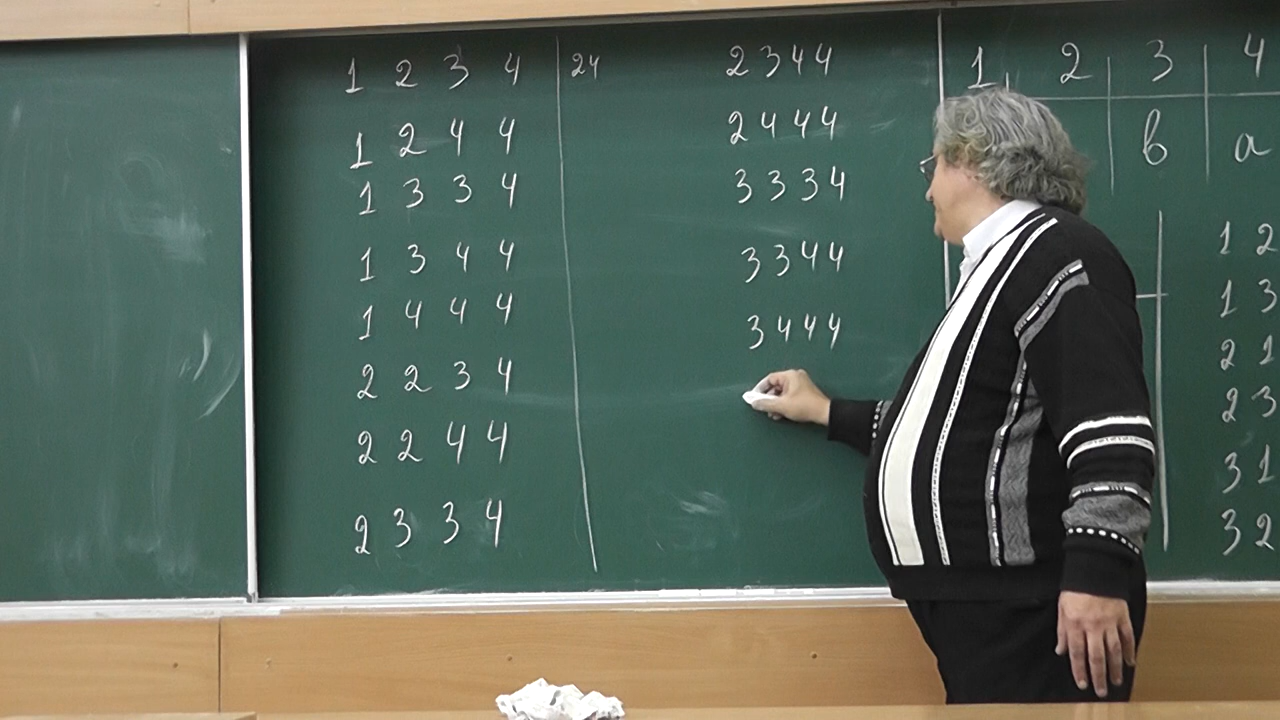 1 2 3 4 24
1 2 4 4
1 3 3 4
1 3 4 4
1 4 4 4
2 2 3 4
2 2 4 4
2 3 3 4
2 3 4 4
2 4 4 4
3 3 3 4
3 3 4 4
3 4 4 4
1 2 3 4
в а
1 2
1 3
2 1
2 3
3 1
3 2